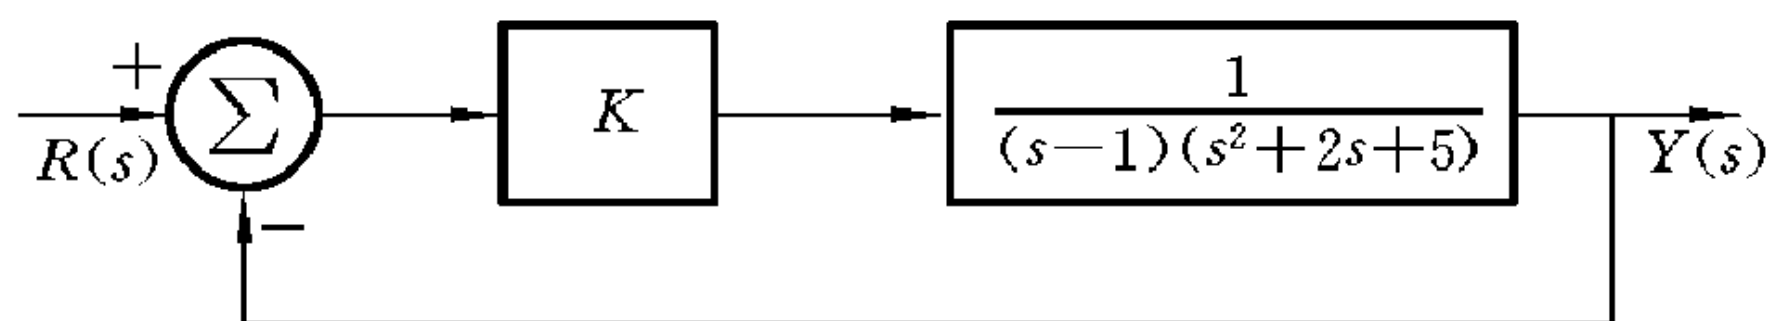 +
R(s)
Σ
−
K
1
(s−1)(s²+2s+5)
Y(s)